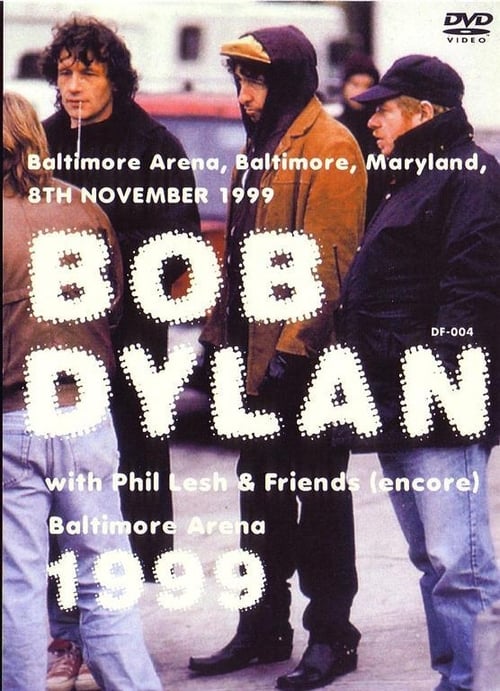 DVD
VIDEO
Baltimore Arena, Baltimore, Maryland,
8TH NOVEMBER 1999
BOB
DF-004
DYLAN
with Phil Lesh & Friends (encore)
Baltimore Arena
1999